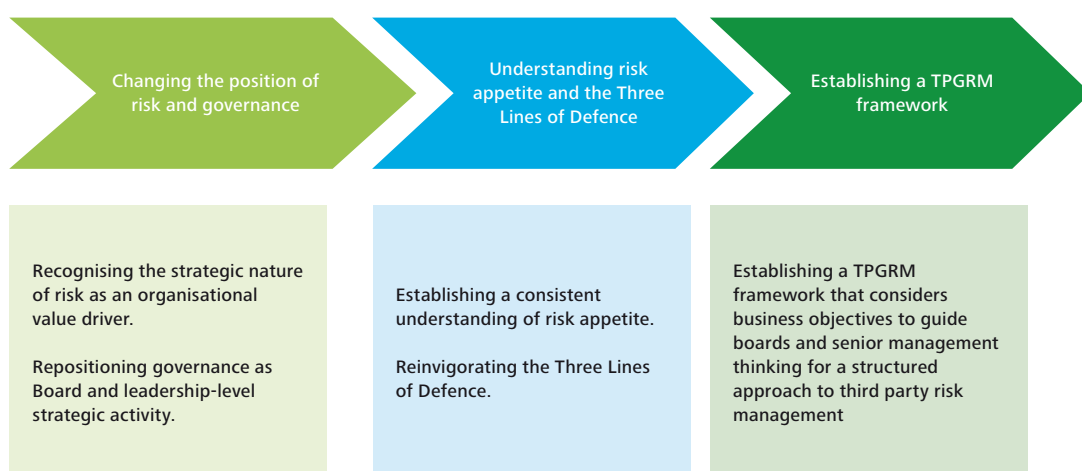 Changing the position of
risk and governance
Understanding risk
appetite and the Three
Lines of Defence
Establishing a TPGRM
framework
Recognising the strategic nature
of risk as an organisational
value driver.
Repositioning governance as
Board and leadership-level
strategic activity.
Establishing a consistent
understanding of risk appetite.
Reinvigorating the Three Lines
of Defence.
Establishing a TPGRM
framework that considers
business objectives to guide
boards and senior management
thinking for a structured
approach to third party risk
management